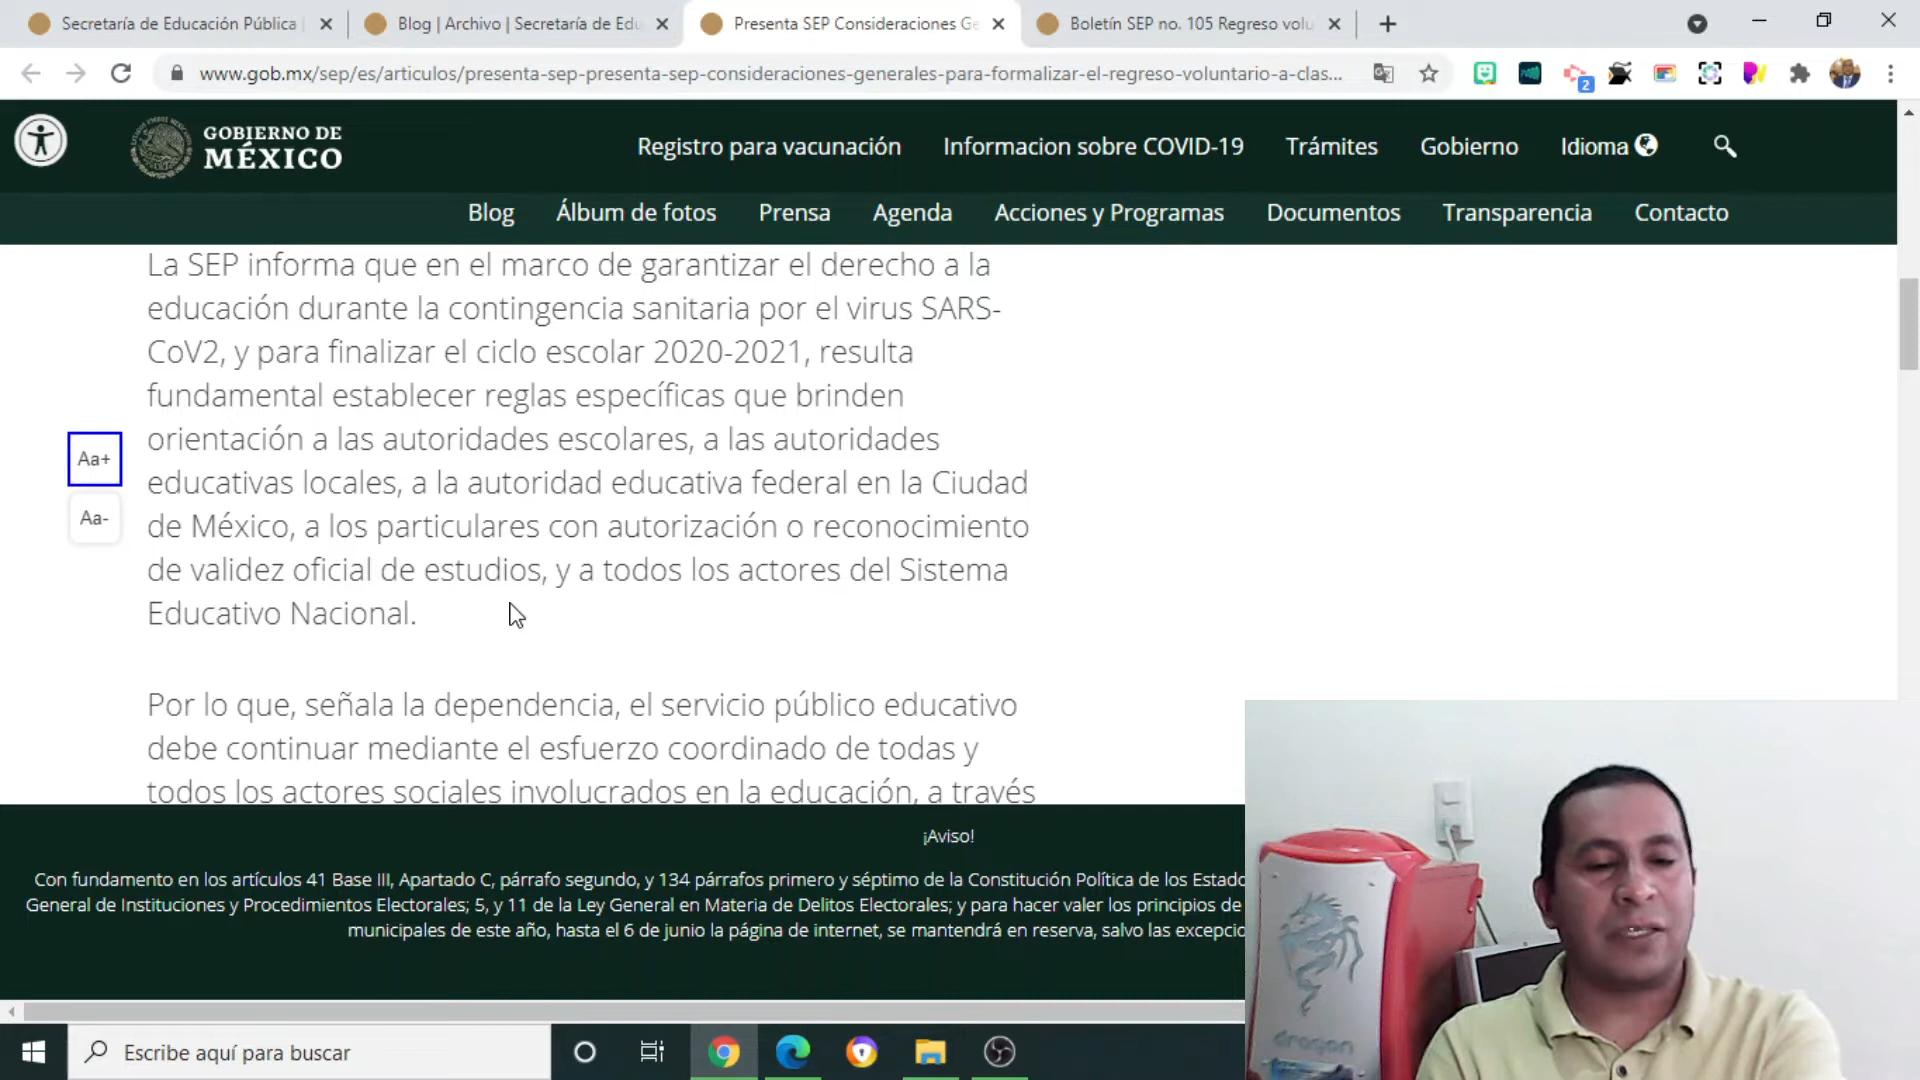 Secretaría de Educación Pública
Blog | Archivo | Secretaría de Edu
Presenta SEP Consideraciones Ge
Boletín SEP no. 105 Regreso volu
www.gob.mx/sep/es/articulos/presenta-sep-presenta-sep-consideraciones-generales-para-formalizar-el-regreso-voluntario-a-clas...
2
GOBIERNO DE
MÉXICO
Registro para vacunación
Informacion sobre COVID-19
Trámites
Gobierno
Idioma
Blog
Álbum de fotos
Prensa
Agenda
Acciones y Programas
Documentos
Transparencia
Contacto
La SEP informa que en el marco de garantizar el derecho a la
educación durante la contingencia sanitaria por el virus SARS-
CoV2, y para finalizar el ciclo escolar 2020-2021, resulta
fundamental establecer reglas específicas que brinden
orientación a las autoridades escolares, a las autoridades
educativas locales, a la autoridad educativa federal en la Ciudad
de México, a los particulares con autorización o reconocimiento
de validez oficial de estudios, y a todos los actores del Sistema
Educativo Nacional.
Aa+
Aa-
Por lo que, señala la dependencia, el servicio público educativo
debe continuar mediante el esfuerzo coordinado de todas y
todos los actores sociales involucrados en la educación, a través
¡Aviso!
Con fundamento en los artículos 41 Base III, Apartado C, párrafo segundo, y 134 párrafos primero y séptimo de la Constitución Política de los Estado
General de Instituciones y Procedimientos Electorales; 5, y 11 de la Ley General en Materia de Delitos Electorales; y para hacer valer los principios de
municipales de este año, hasta el 6 de junio la página de internet, se mantendrá en reserva, salvo las excepcio
dragon
Escribe aquí para buscar